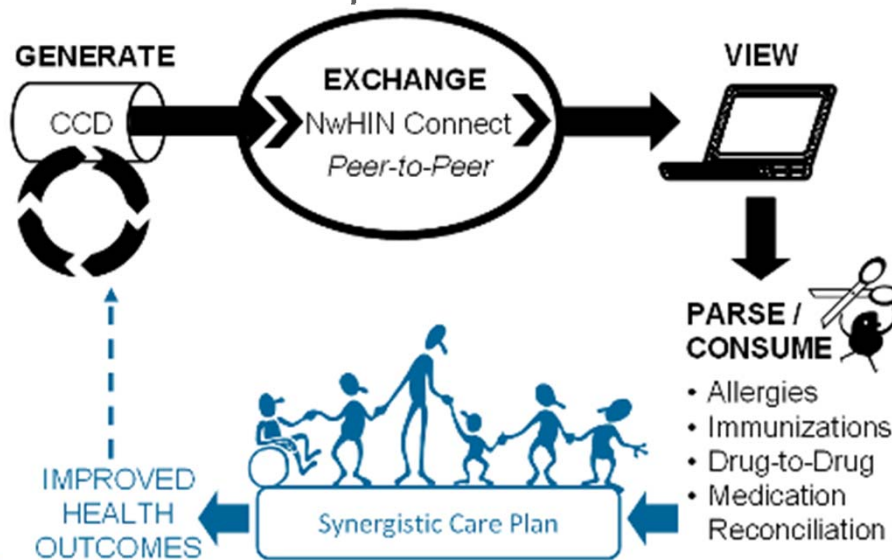 GENERATE
CCD
EXCHANGE
NwHIN Connect
Peer-to-Peer
VIEW
PARSE /
CONSUME
• Allergies
• Immunizations
• Drug-to-Drug
• Medication
Reconciliation
Synergistic Care Plan
IMPROVED
HEALTH
OUTCOMES